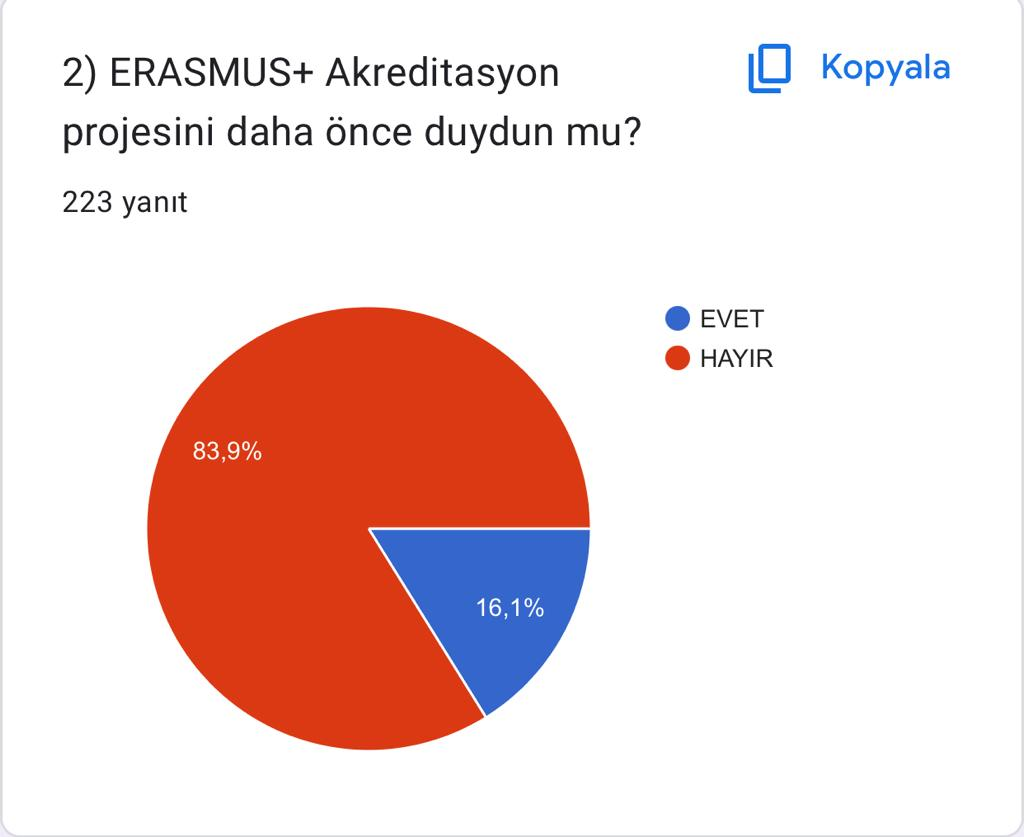 2) ERASMUS+ Akreditasyon
projesini daha önce duydun mu?
Kopyala
223 yanıt
EVET
HAYIR
83,9%
16,1%